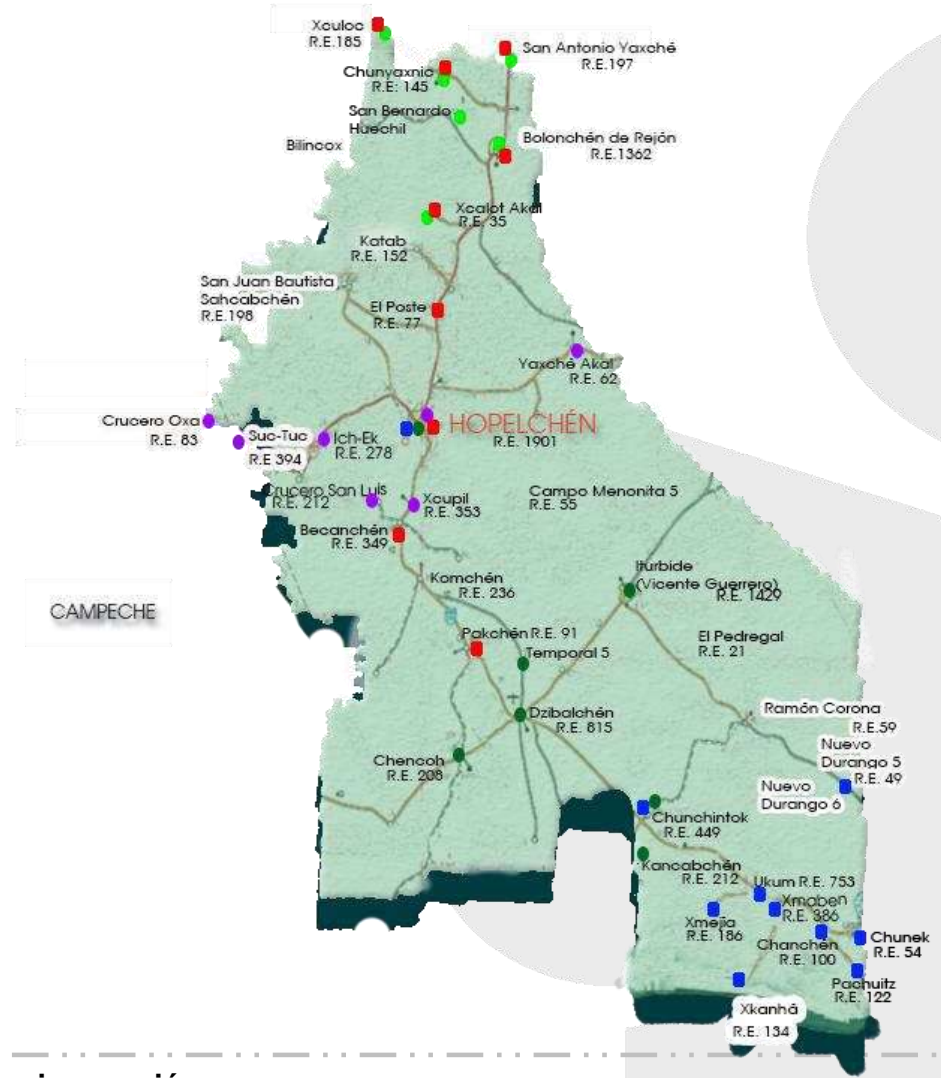 Xculoc
R.E.185
San Antonio Yaxché
R.E.197
Chunyaxnic
R.E: 145
San Bernardo
Huechil
Bilincox
Bolonchén de Rejón
R.E.1362
Xcalot Akal
R.E. 35
Katab
R.E. 152
San Juan Bautista
Sahcabchén
R.E.198
El Poste
R.E. 77
Yaxché Akal
R.E. 62
Crucero Oxa
R.E. 83
Suc-Tuc
R.E 394
Ich-Ek
R.E. 278
HOPELCHÉN
R.E. 1901
Crucero San Luis
R.E. 212
Xcupil
R.E. 353
Campo Menonita 5
R.E. 55
Becanchén
R.E. 349
Komchén
R.E. 236
Iturbide
(Vicente Guerrero)
R.E. 1429
CAMPECHE
Pakchén R.E. 91
Temporal 5
El Pedregal
R.E. 21
Dzibalchén
R.E. 815
Ramón Corona
R.E.59
Chencoh
R.E. 208
Nuevo
Durango 5
R.E. 49
Nuevo
Durango 6
Chunchintok
R.E. 449
Kancabchén
R.E. 212
Ukum R.E. 753
Xmaben
R.E. 386
Xmejía
R.E. 186
Chanchén
R.E. 100
Chunek
R.E. 54
Pachuitz
R.E. 122
Xkanhá
R.E. 134